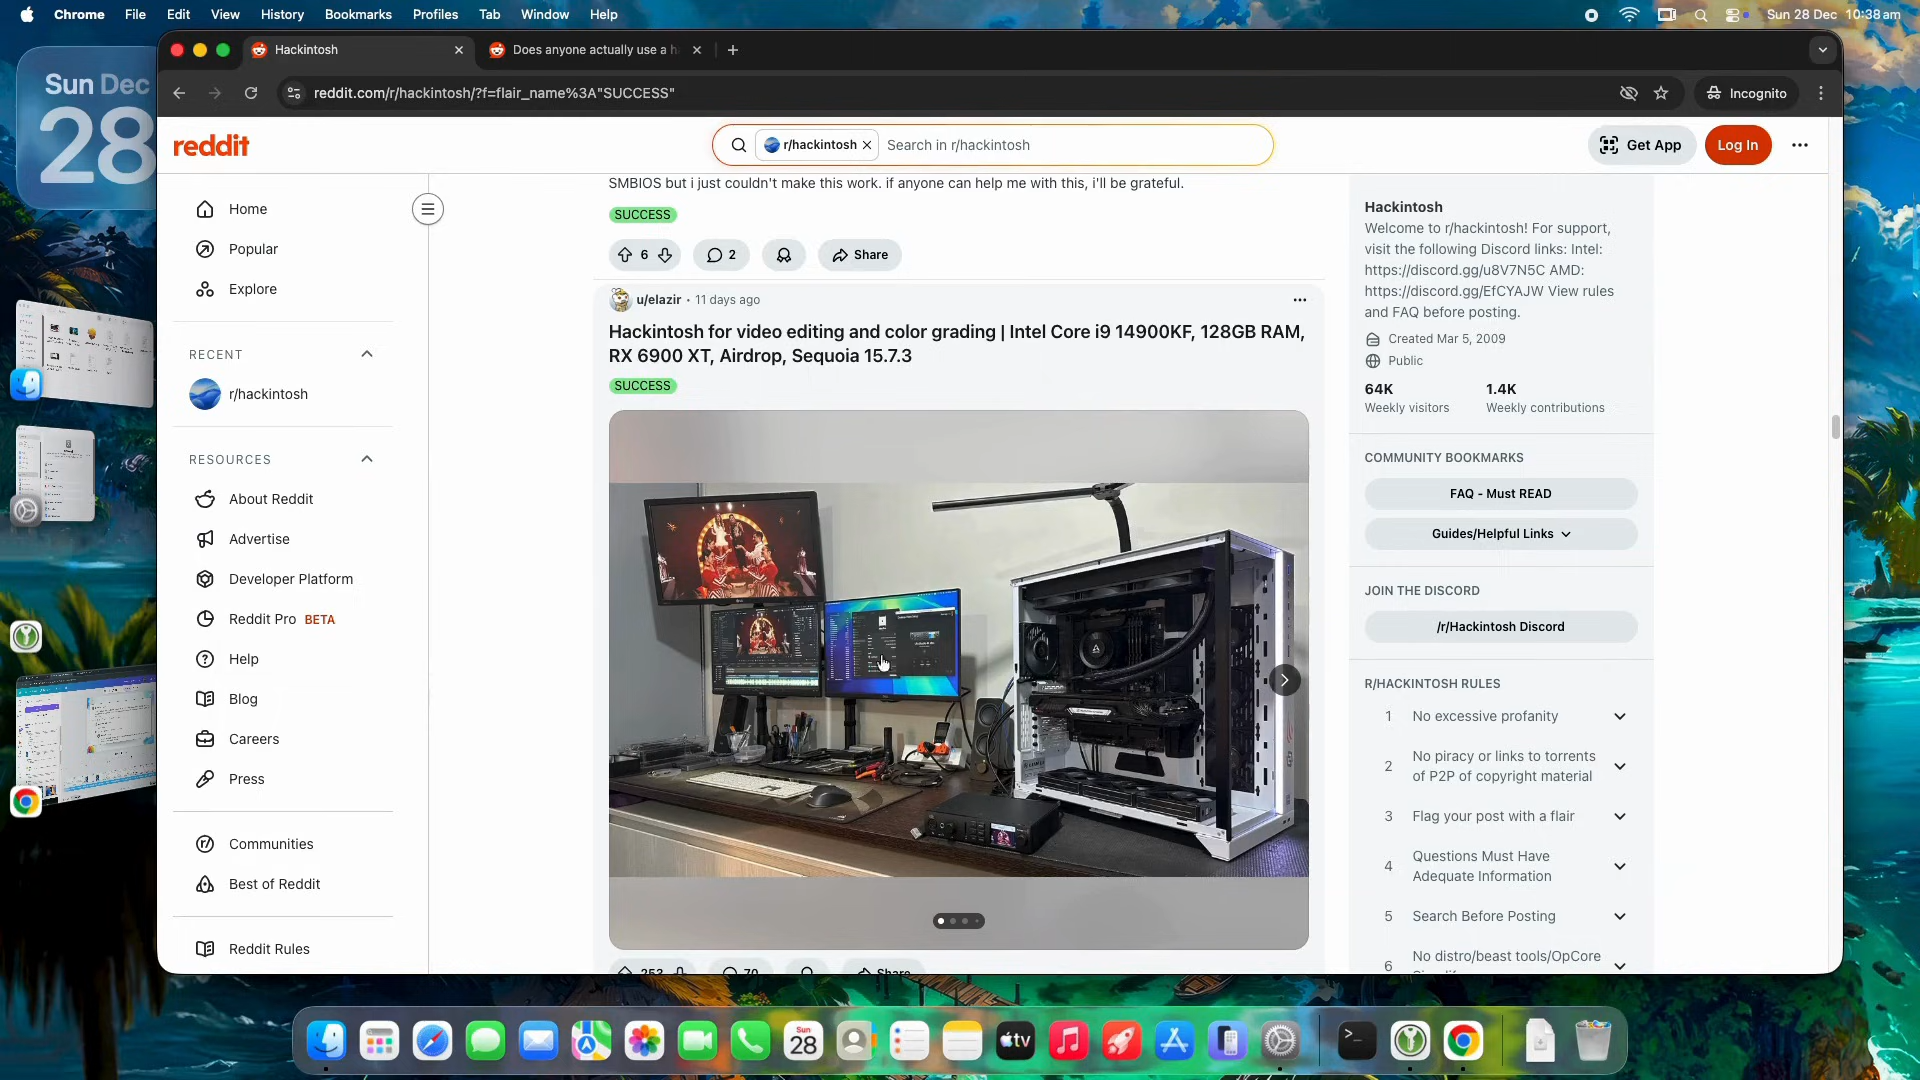 Chrome File Edit View History Bookmarks Profiles Tab Window Help
Sun 28 Dec 10:38 am
Sun Dec
28
Hackintosh
Does anyone actually use a h
reddit.com/r/hackintosh/?f=flair_name%3A"SUCCESS"
Incognito
reddit
r/hackintosh
Search in r/hackintosh
Get App
Log In
Home
Popular
Explore
RECENT
r/hackintosh
RESOURCES
About Reddit
Advertise
Developer Platform
Reddit Pro BETA
Help
Blog
Careers
Press
Communities
Best of Reddit
Reddit Rules
SMBIOS but i just couldn't make this work. if anyone can help me with this, i'll be grateful.
SUCCESS
6
2
Share
u/elazir • 11 days ago
Hackintosh for video editing and color grading | Intel Core i9 14900KF, 128GB RAM,
RX 6900 XT, Airdrop, Sequoia 15.7.3
SUCCESS
253
70
Share
Hackintosh
Welcome to r/hackintosh! For support,
visit the following Discord links: Intel:
https://discord.gg/u8V7N5C AMD:
https://discord.gg/EfCYAJW View rules
and FAQ before posting.
Created Mar 5, 2009
Public
64K
Weekly visitors
1.4K
Weekly contributions
COMMUNITY BOOKMARKS
FAQ - Must READ
Guides/Helpful Links
JOIN THE DISCORD
/r/Hackintosh Discord
R/HACKINTOSH RULES
1 No excessive profanity
2 No piracy or links to torrents
of P2P of copyright material
3 Flag your post with a flair
4 Questions Must Have
Adequate Information
5 Search Before Posting
6 No distro/beast tools/OpCore
Sun
28
tv